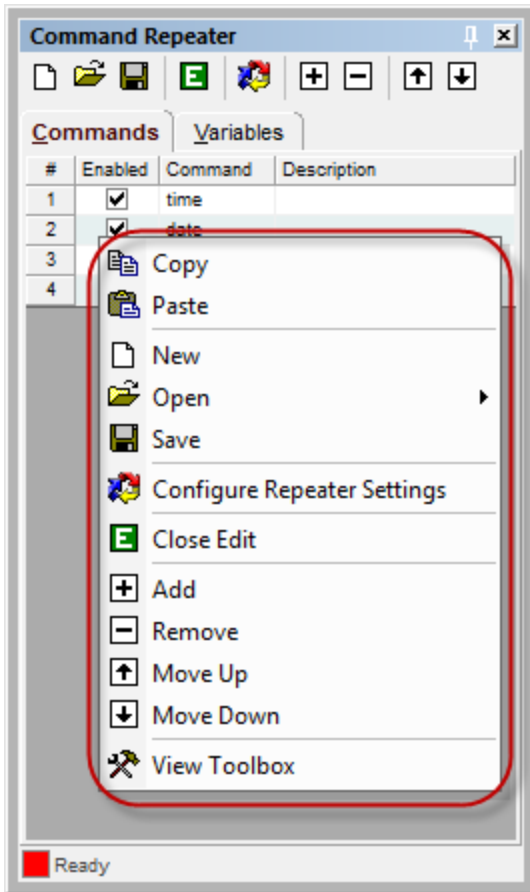 Command Repeater
E
Commands Variables
# Enabled Command Description
1 time
2 date
3
4
Copy
Paste
New
Open
Save
Configure Repeater Settings
E Close Edit
Add
Remove
Move Up
Move Down
View Toolbox
Ready